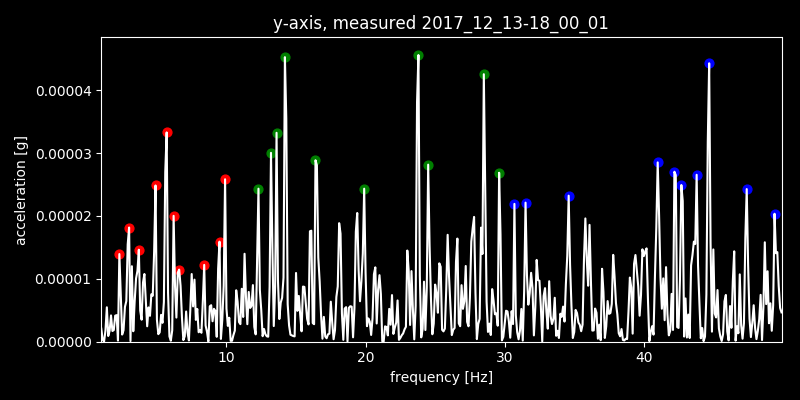 y-axis, measured 2017_12_13-18_00_01
acceleration [g]
0.00004
0.00003
0.00002
0.00001
0.00000
10 20 30 40
frequency [Hz]